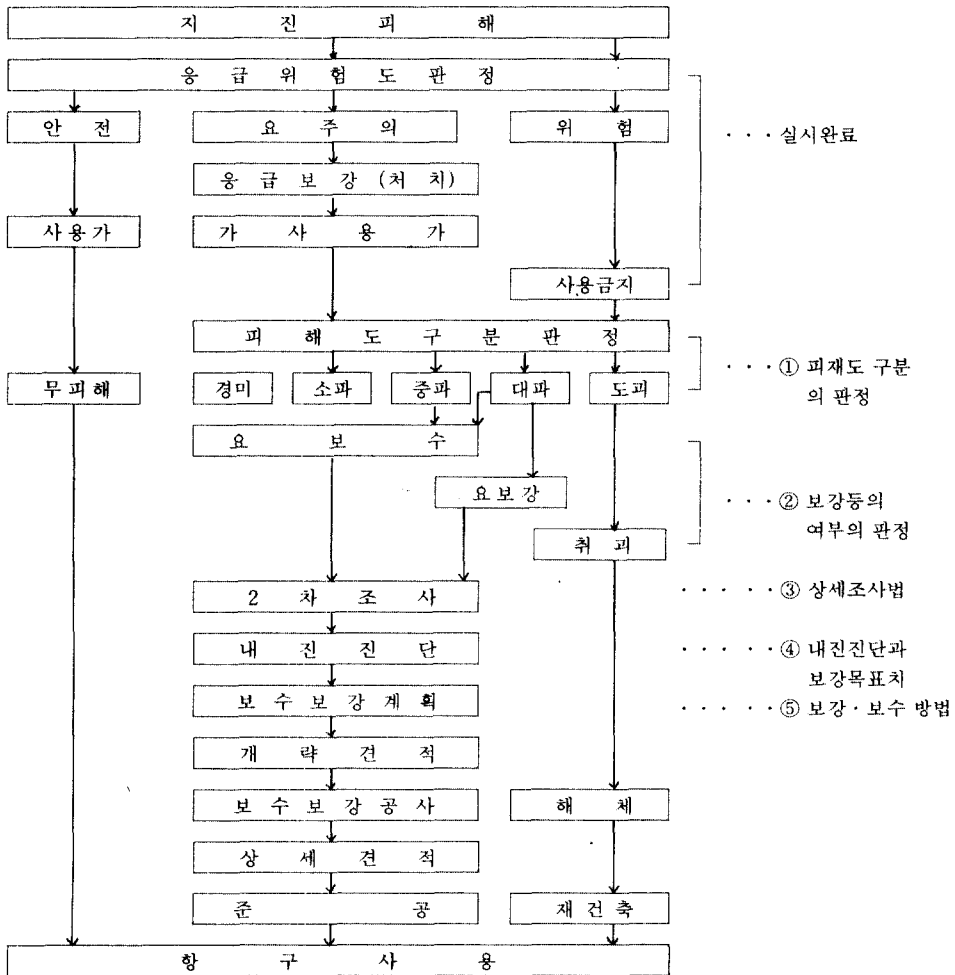 지 진 피 해
응 급 위 험 도 판 정
안 전
요 주 의
위 험
· · · 실시완료
응 급 보 강 (처 치)
사 용 가
가 사 용 가
사용금지
피 해 도 구 분 판 정
무 피 해
경미
소파
중파
대파
도괴
· · · ① 피재도 구분
의 판정
요 보 수
요 보 강
· · · ② 보강등의
여부의 판정
취 괴
2 차 조 사
· · · · · ③ 상세조사법
내 진 진 단
· · · · · ④ 내진진단과
보강목표치
보 수 보 강 계 획
· · · · · ⑤ 보강·보수 방법
개 략 견 적
보 수 보 강 공 사
해 체
상 세 견 적
준 공
재 건 축
항 구 사 용